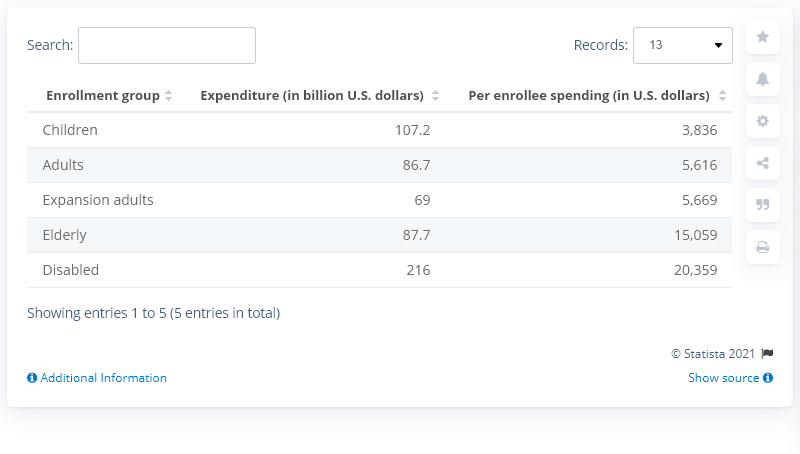 Search:
Records: 13
Enrollment group Expenditure (in billion U.S. dollars) Per enrollee spending (in U.S. dollars)
Children 107.2 3,836
Adults 86.7 5,616
Expansion adults 69 5,669
Elderly 87.7 15,059
Disabled 216 20,359
Showing entries 1 to 5 (5 entries in total)
© Statista 2021
Additional Information Show source